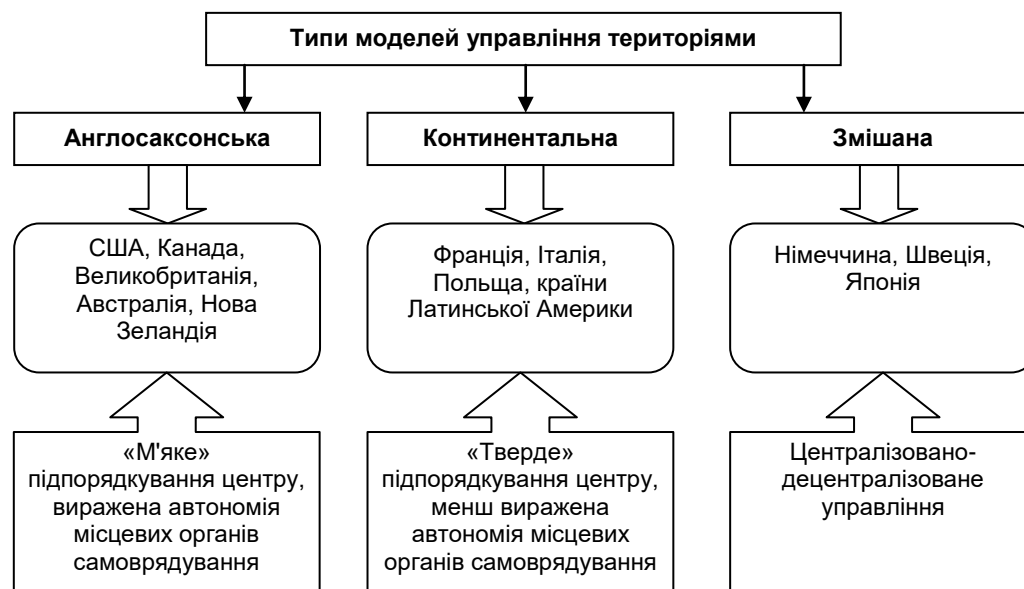 Типи моделей управління територіями
Англосаксонська
Континентальна
Змішана
США, Канада,
Великобританія,
Австралія, Нова
Зеландія
Франція, Італія,
Польща, країни
Латинської Америки
Німеччина, Швеція,
Японія
«М'яке»
підпорядкування центру,
виражена автономія
місцевих органів
самоврядування
«Тверде»
підпорядкування центру,
менш виражена
автономія місцевих
органів самоврядування
Централізовано-
децентралізоване
управління